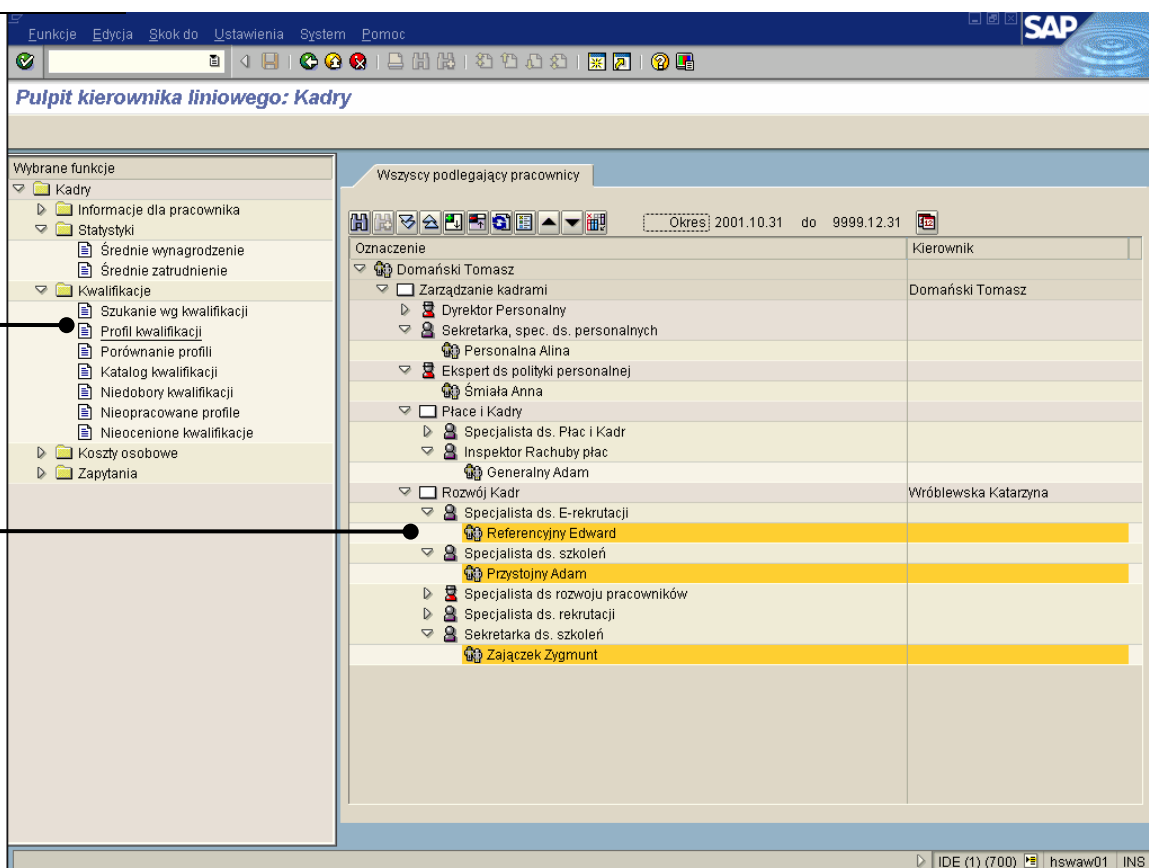 Funkcje Edycja Skok do Ustawienia System Pomoc
SAP
Pulpit kierownika liniowego: Kadry
Wybrane funkcje
Kadry
Informacje dla pracownika
Statystyki
Średnie wynagrodzenie
Średnie zatrudnienie
Kwalifikacje
Szukanie wg kwalifikacji
Profil kwalifikacji
Porównanie profili
Katalog kwalifikacji
Niedobory kwalifikacji
Nieopracowane profile
Nieocenione kwalifikacje
Koszty osobowe
Zapytania
Wszyscy podlegający pracownicy
Okres 2001.10.31 do 9999.12.31
Oznaczenie Kierownik
Domański Tomasz
Zarządzanie kadrami Domański Tomasz
Dyrektor Personalny
Sekretarka, spec. ds. personalnych
Personalna Alina
Ekspert ds polityki personalnej
Śmiała Anna
Płace i Kadry
Specjalista ds. Płac i Kadr
Inspektor Rachuby płac
Generalny Adam
Rozwój Kadr Wróblewska Katarzyna
Specjalista ds. E-rekrutacji
Referencyjny Edward
Specjalista ds. szkoleń
Przystojny Adam
Specjalista ds rozwoju pracowników
Specjalista ds. rekrutacji
Sekretarka ds. szkoleń
Zajączek Zygmunt
IDE (1) (700) hswaw01 INS